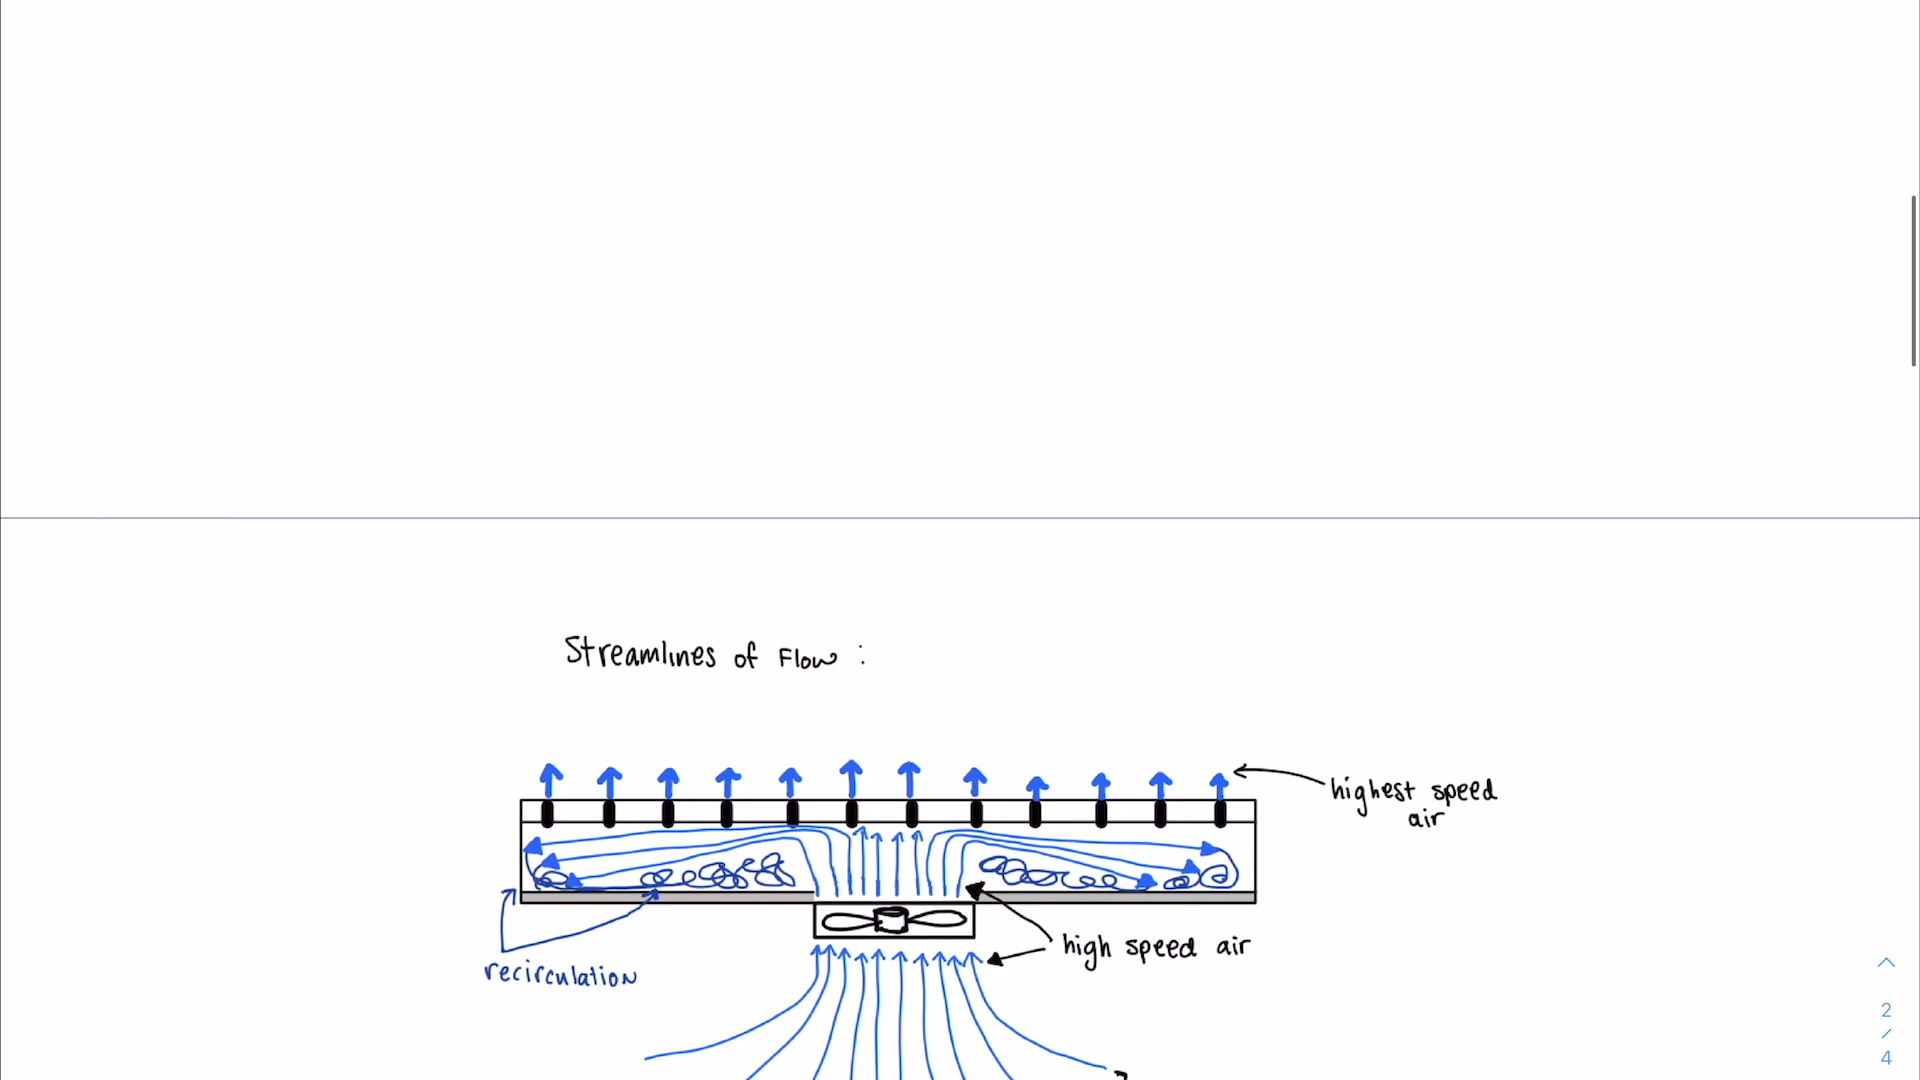 Streamlines of Flow :
highest speed
air
high speed air
recirculation
2
/
4